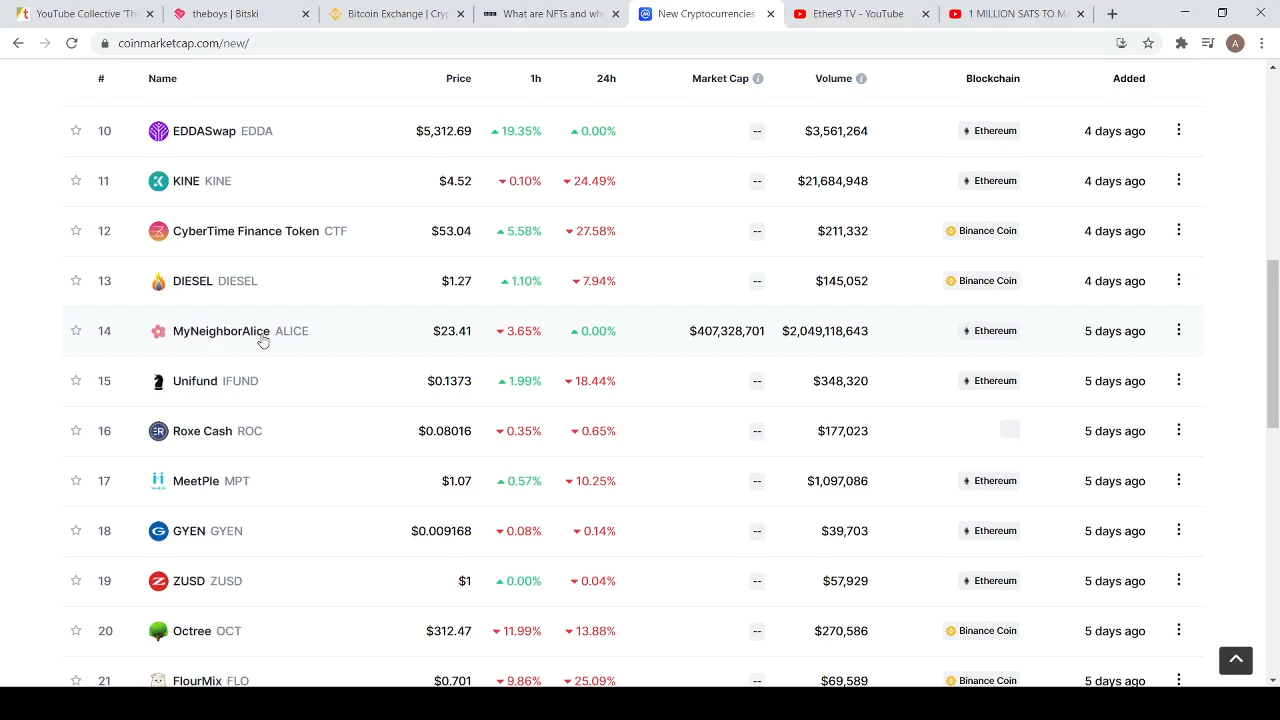 YouTube Collective Th
theboys | Bitski
Bitcoin Exchange | Cryp
What are NFTs and why
New Cryptocurrencies
Ether9 TV - YouTube
1 MILLION SATS TO MA
coinmarketcap.com/new/
A
# Name Price 1h 24h Market Cap Volume Blockchain Added
10 EDDASwap EDDA $5,312.69 19.35% 0.00% -- $3,561,264 Ethereum 4 days ago
11 KINE KINE $4.52 0.10% 24.49% -- $21,684,948 Ethereum 4 days ago
12 CyberTime Finance Token CTF $53.04 5.58% 27.58% -- $211,332 Binance Coin 4 days ago
13 DIESEL DIESEL $1.27 1.10% 7.94% -- $145,052 Binance Coin 4 days ago
14 MyNeighborAlice ALICE $23.41 3.65% 0.00% $407,328,701 $2,049,118,643 Ethereum 5 days ago
15 Unifund IFUND $0.1373 1.99% 18.44% -- $348,320 Ethereum 5 days ago
16 Roxe Cash ROC $0.08016 0.35% 0.65% -- $177,023 5 days ago
17 MeetPle MPT $1.07 0.57% 10.25% -- $1,097,086 Ethereum 5 days ago
18 GYEN GYEN $0.009168 0.08% 0.14% -- $39,703 Ethereum 5 days ago
19 ZUSD ZUSD $1 0.00% 0.04% -- $57,929 Ethereum 5 days ago
20 Octree OCT $312.47 11.99% 13.88% -- $270,586 Binance Coin 5 days ago
21 FlourMix FLO $0.701 9.86% 25.09% -- $69,589 Binance Coin 5 days ago